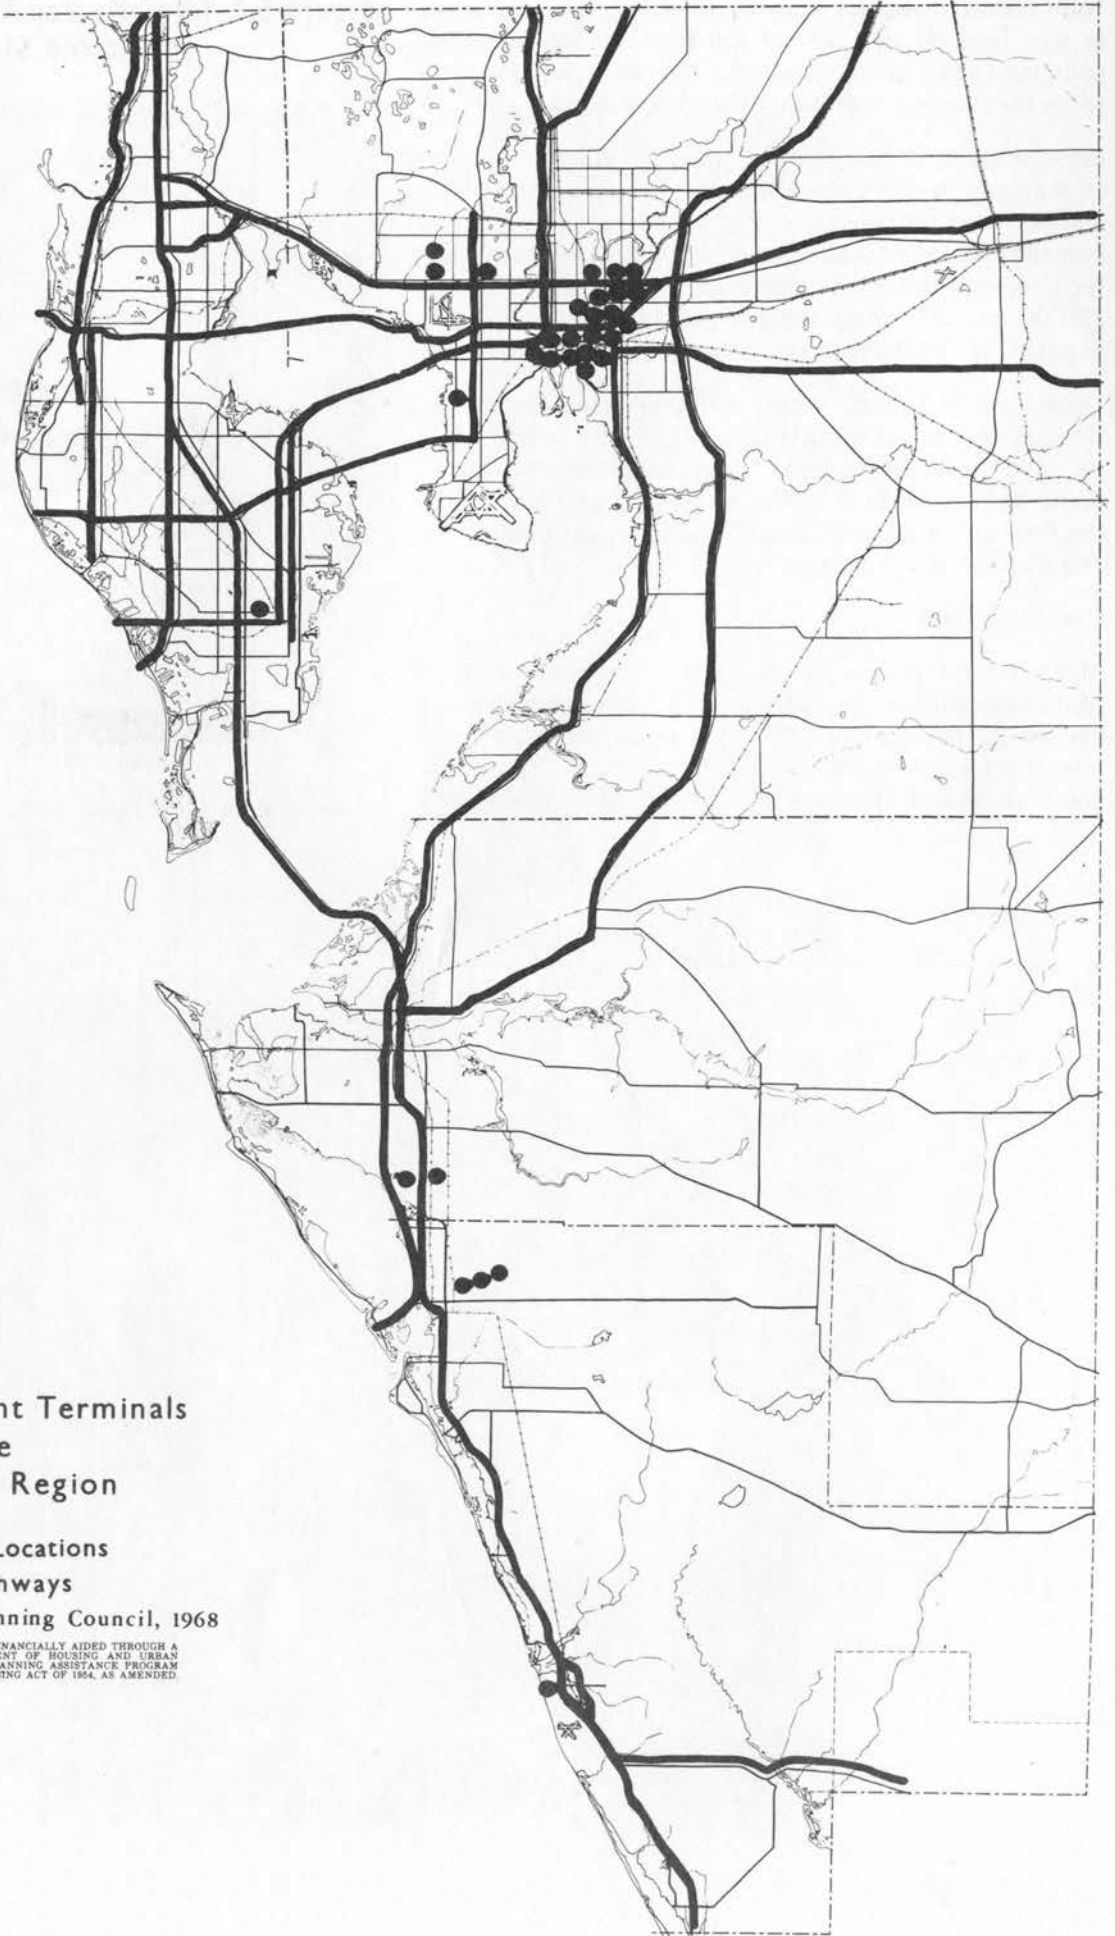 nt Terminals
e
Region
Locations
hways
nning Council, 1968
NANCIALLY AIDED THROUGH A
ENT OF HOUSING AND URBAN
ANNING ASSISTANCE PROGRAM
ING ACT OF 1954, AS AMENDED.